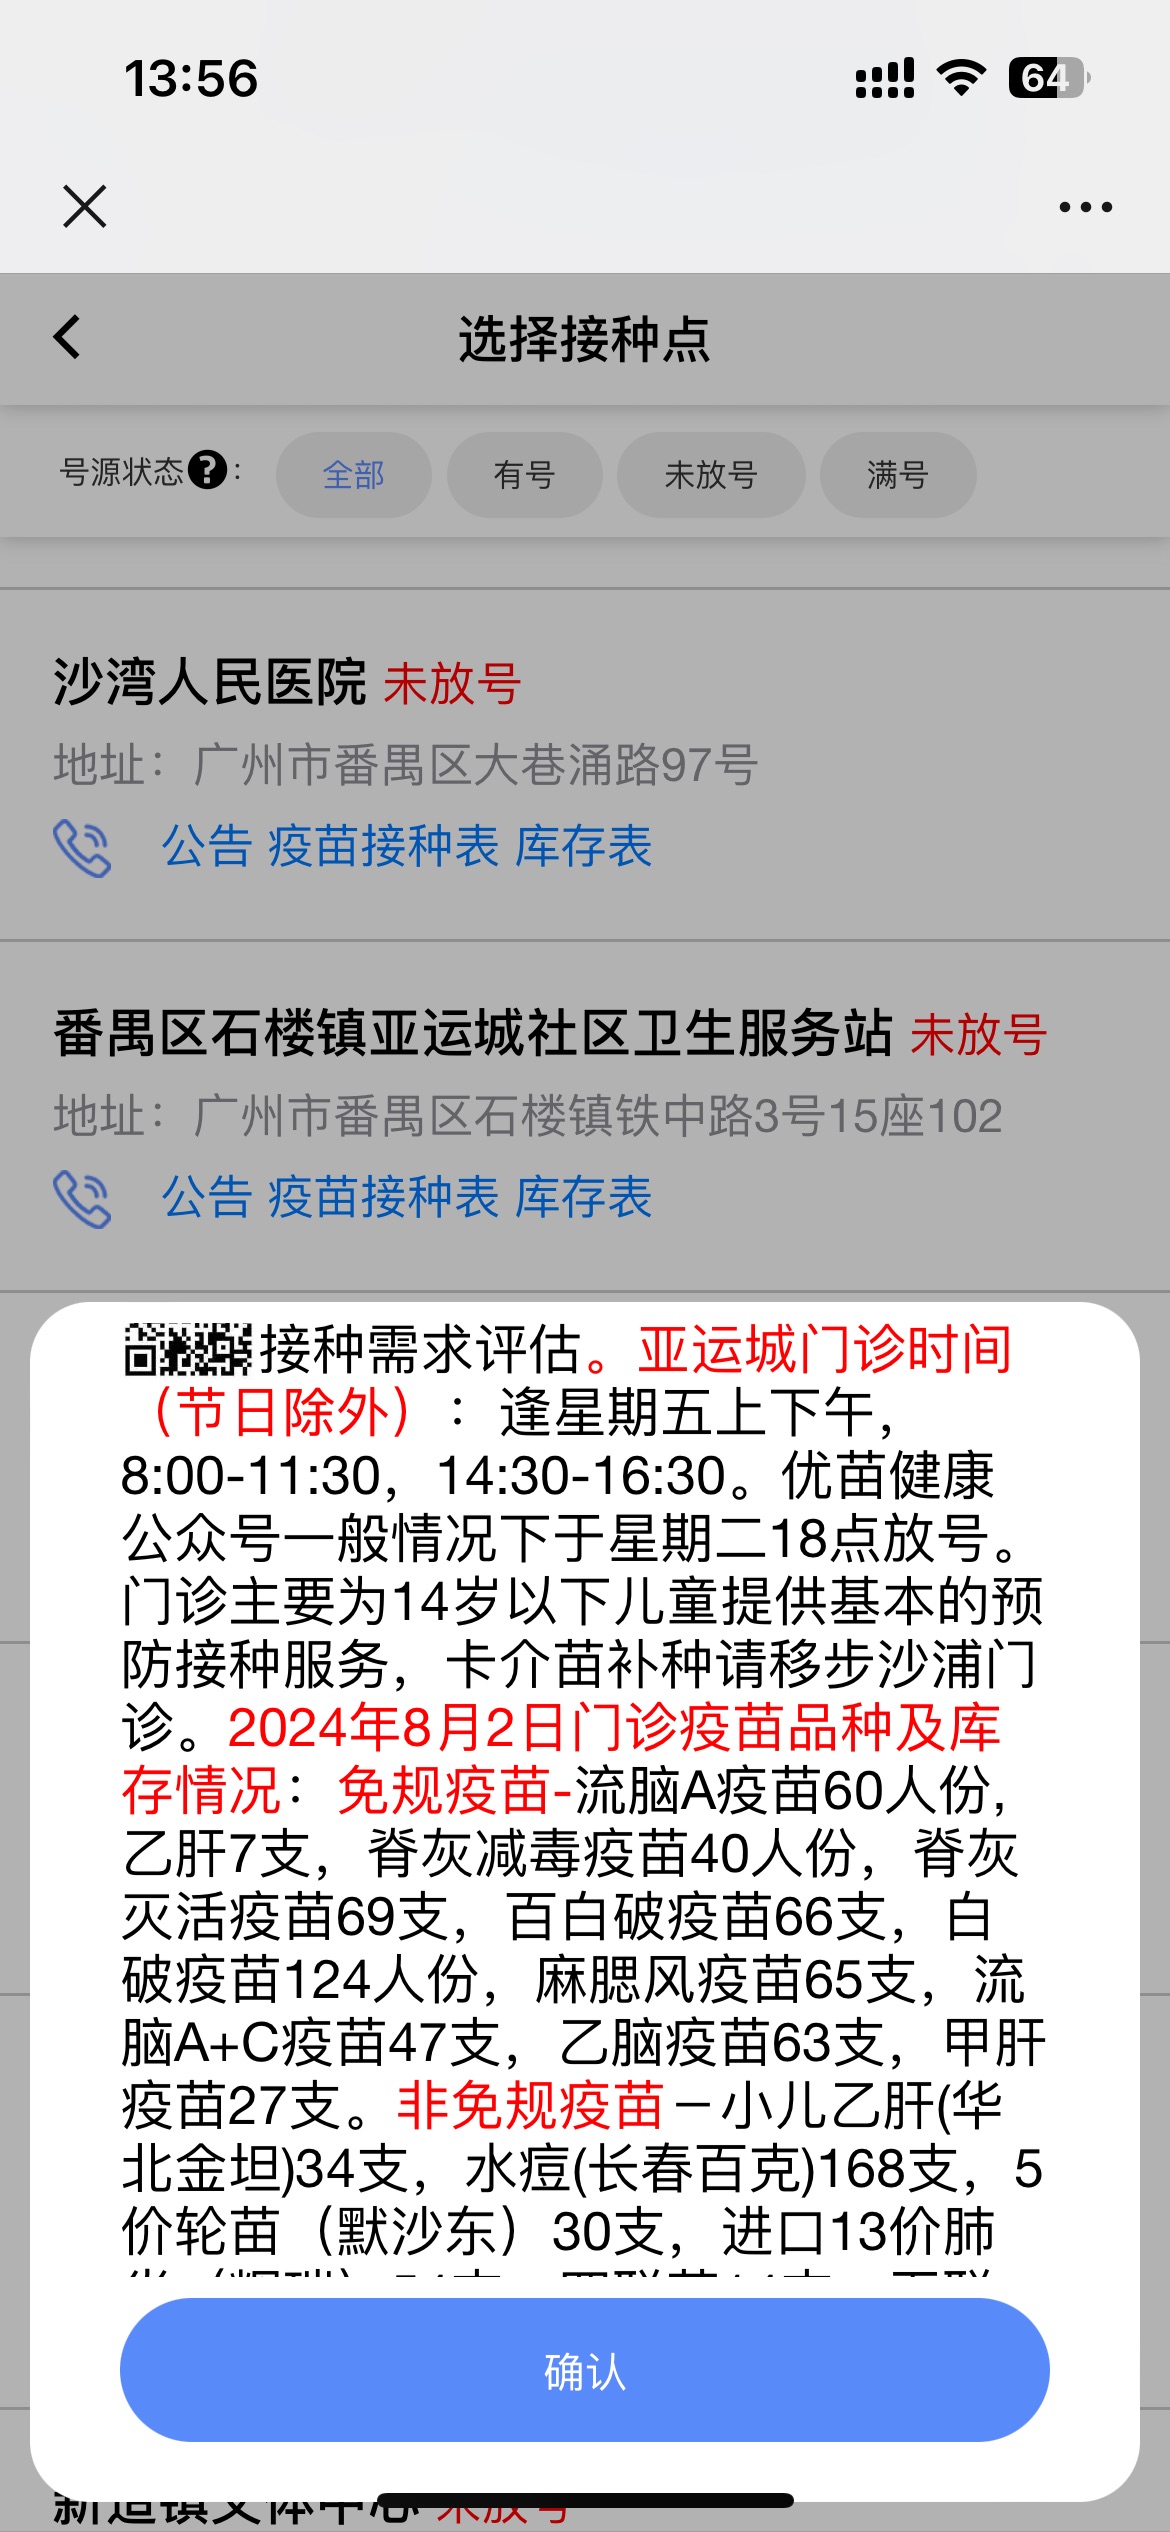 13:56
64
选择接种点
号源状态?:
全部 有号 未放号 满号
沙湾人民医院 未放号
地址：广州市番禺区大巷涌路97号
公告 疫苗接种表 库存表
番禺区石楼镇亚运城社区卫生服务站 未放号
地址：广州市番禺区石楼镇铁中路3号15座102
公告 疫苗接种表 库存表
接种需求评估。亚运城门诊时间
（节日除外）：逢星期五上下午，
8:00-11:30，14:30-16:30。优苗健康
公众号一般情况下于星期二18点放号。
门诊主要为14岁以下儿童提供基本的预
防接种服务，卡介苗补种请移步沙浦门
诊。2024年8月2日门诊疫苗品种及库
存情况：免规疫苗-流脑A疫苗60人份，
乙肝7支，脊灰减毒疫苗40人份，脊灰
灭活疫苗69支，百白破疫苗66支，白
破疫苗124人份，麻腮风疫苗65支，流
脑A+C疫苗47支，乙脑疫苗63支，甲肝
疫苗27支。非免规疫苗－小儿乙肝(华
北金坦)34支，水痘(长春百克)168支，5
价轮苗（默沙东）30支，进口13价肺
确认
新造镇文体中心 未放号